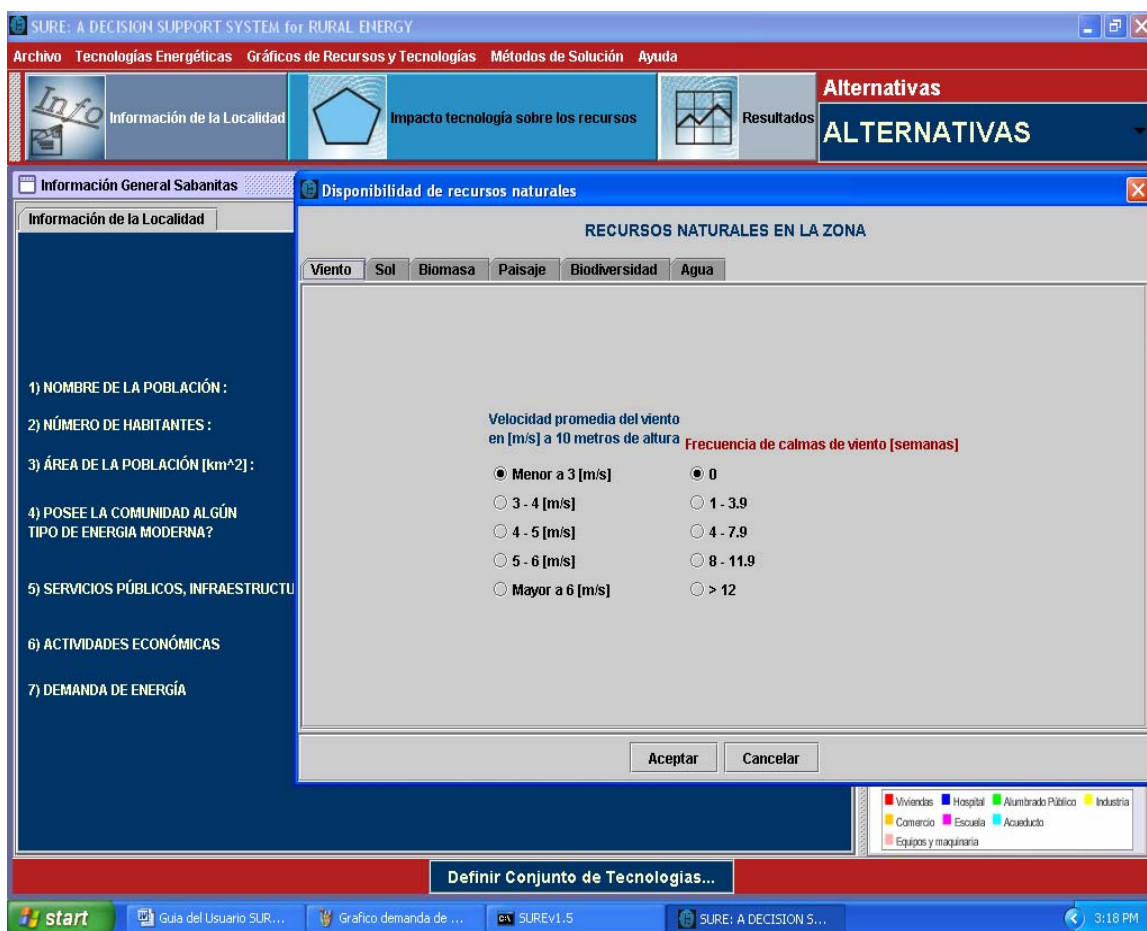 SURE: A DECISION SUPPORT SYSTEM for RURAL ENERGY
Archivo Tecnologías Energéticas Gráficos de Recursos y Tecnologías Métodos de Solución Ayuda
Info
Información de la Localidad
Impacto tecnología sobre los recursos
Resultados
Alternativas
ALTERNATIVAS
Información General Sabanitas
Información de la Localidad
1) NOMBRE DE LA POBLACIÓN :
2) NÚMERO DE HABITANTES :
3) ÁREA DE LA POBLACIÓN [km^2] :
4) POSEE LA COMUNIDAD ALGÚN
TIPO DE ENERGIA MODERNA?
5) SERVICIOS PÚBLICOS, INFRAESTRUCTU
6) ACTIVIDADES ECONÓMICAS
7) DEMANDA DE ENERGÍA
Disponibilidad de recursos naturales
RECURSOS NATURALES EN LA ZONA
Viento Sol Biomasa Paisaje Biodiversidad Agua
Velocidad promedia del viento
en [m/s] a 10 metros de altura
Frecuencia de calmas de viento [semanas]
Menor a 3 [m/s] 0
3 - 4 [m/s] 1 - 3.9
4 - 5 [m/s] 4 - 7.9
5 - 6 [m/s] 8 - 11.9
Mayor a 6 [m/s] > 12
Aceptar Cancelar
Viviendas Hospital Alumbrado Público Industria
Comercio Escuela Acueducto
Equipos y maquinaria
Definir Conjunto de Tecnologias...
start Guia del Usuario SUR... Grafico demanda de ... SUREv1.5 SURE: A DECISION S... 3:18 PM